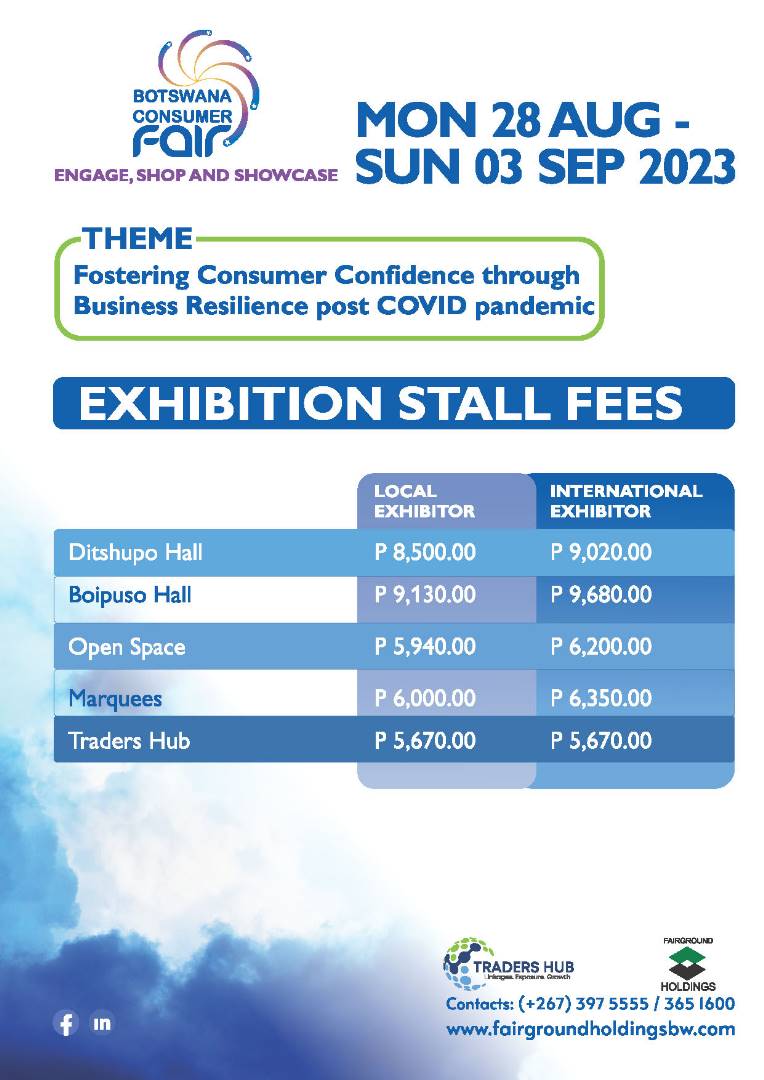 BOTSWANA
CONSUMER
Fair
ENGAGE, SHOP AND SHOWCASE
MON 28 AUG -
SUN 03 SEP 2023
THEME
Fostering Consumer Confidence through
Business Resilience post COVID pandemic
EXHIBITION STALL FEES
LOCAL EXHIBITOR
INTERNATIONAL EXHIBITOR
Ditshupo Hall P 8,500.00 P 9,020.00
Boipuso Hall P 9,130.00 P 9,680.00
Open Space P 5,940.00 P 6,200.00
Marquees P 6,000.00 P 6,350.00
Traders Hub P 5,670.00 P 5,670.00
TRADERS HUB
Linkages. Exposure. Growth
FAIRGROUND
HOLDINGS
Contacts: (+267) 397 5555 / 365 1600
www.fairgroundholdingsbw.com
f in